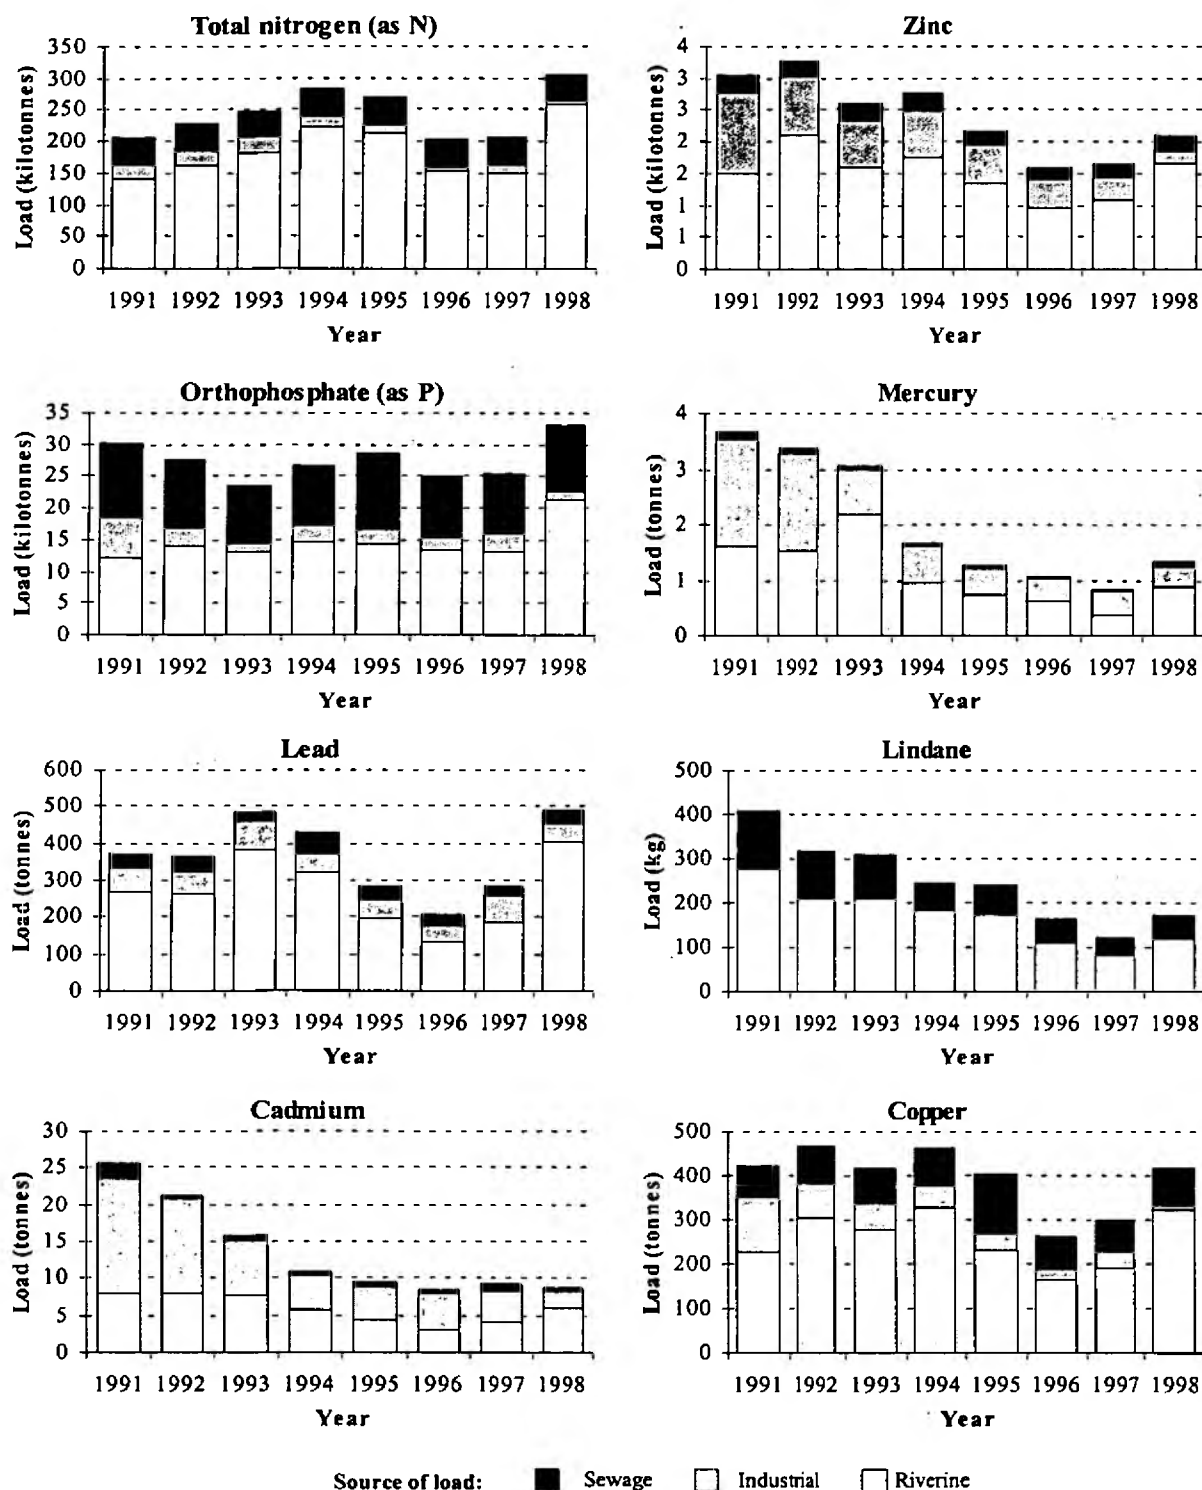 Total nitrogen (as N)
Load (kilotonnes)
350
300
250
200
150
100
50
0
1991 1992 1993 1994 1995 1996 1997 1998
Year
Zinc
Load (kilotonnes)
4
3
3
2
2
1
1
0
1991 1992 1993 1994 1995 1996 1997 1998
Year
Orthophosphate (as P)
Load (kilotonnes)
35
30
25
20
15
10
5
0
1991 1992 1993 1994 1995 1996 1997 1998
Year
Mercury
Load (tonnes)
4
3
2
1
0
1991 1992 1993 1994 1995 1996 1997 1998
Year
Lead
Load (tonnes)
600
500
400
300
200
100
0
1991 1992 1993 1994 1995 1996 1997 1998
Year
Lindane
Load (kg)
500
400
300
200
100
0
1991 1992 1993 1994 1995 1996 1997 1998
Year
Cadmium
Load (tonnes)
30
25
20
15
10
5
0
1991 1992 1993 1994 1995 1996 1997 1998
Year
Copper
Load (tonnes)
500
400
300
200
100
0
1991 1992 1993 1994 1995 1996 1997 1998
Year
Source of load: Sewage Industrial Riverine